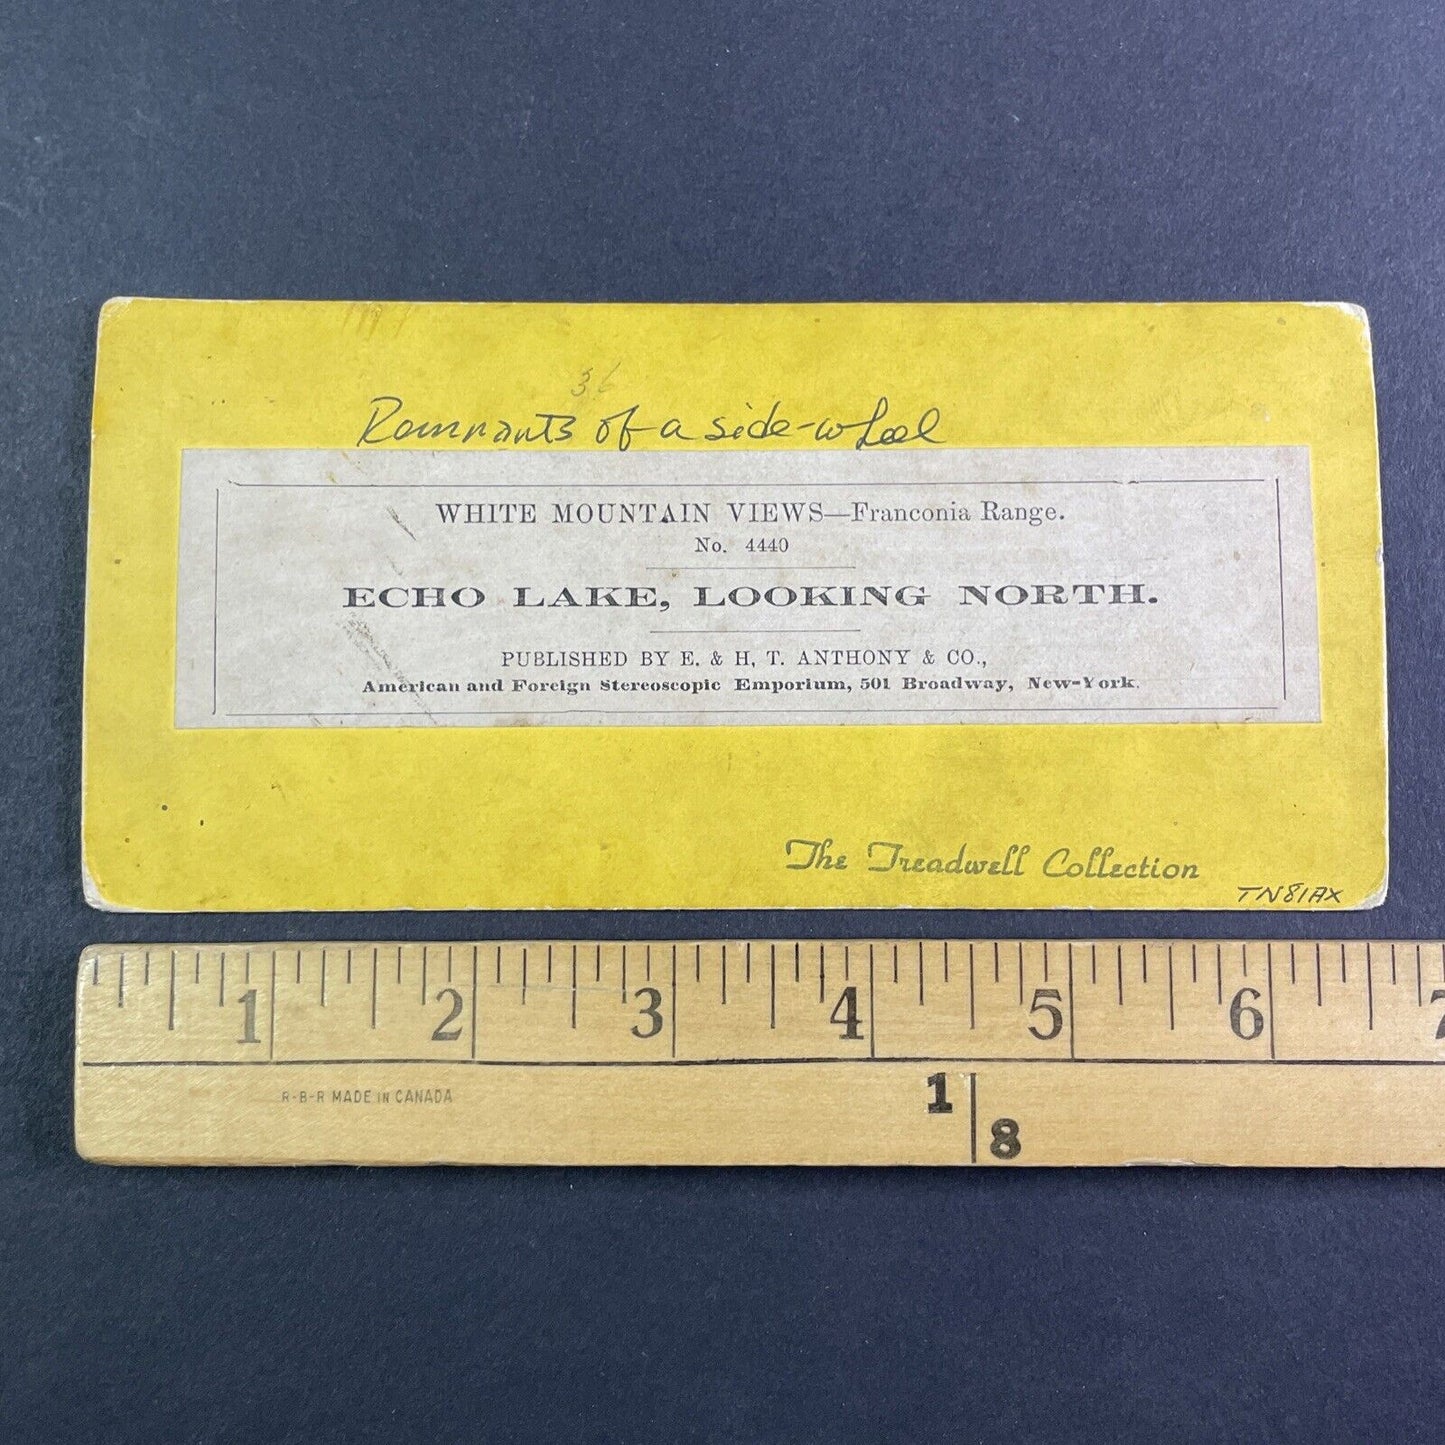 36
Remnants of a side-wheel
WHITE MOUNTAIN VIEWS—Franconia Range.
No. 4440
ECHO LAKE, LOOKING NORTH.
PUBLISHED BY E. & H, T. ANTHONY & CO.,
American and Foreign Stereoscopic Emporium, 501 Broadway, New-York.
The Treadwell Collection
TN81AX
1 2 3 4 5 6 7
R-B-R MADE IN CANADA
1 8